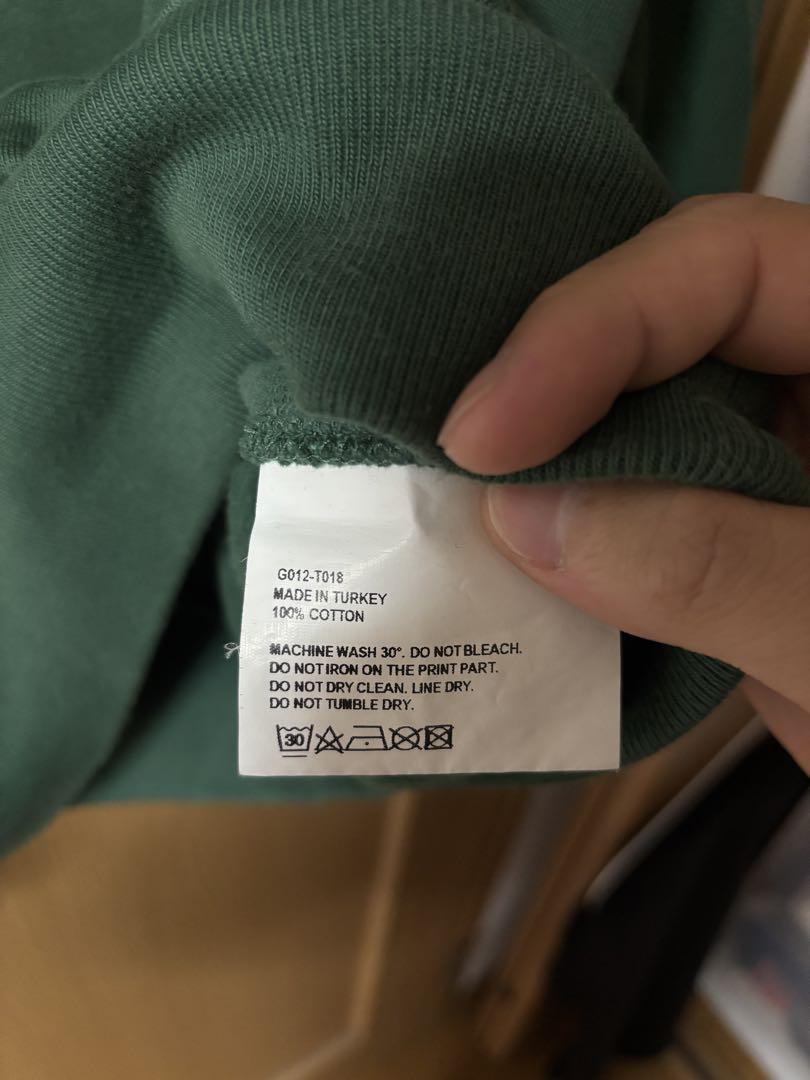 G012-T018
MADE IN TURKEY
100% COTTON
MACHINE WASH 30°. DO NOT BLEACH.
DO NOT IRON ON THE PRINT PART.
DO NOT DRY CLEAN. LINE DRY.
DO NOT TUMBLE DRY.
30